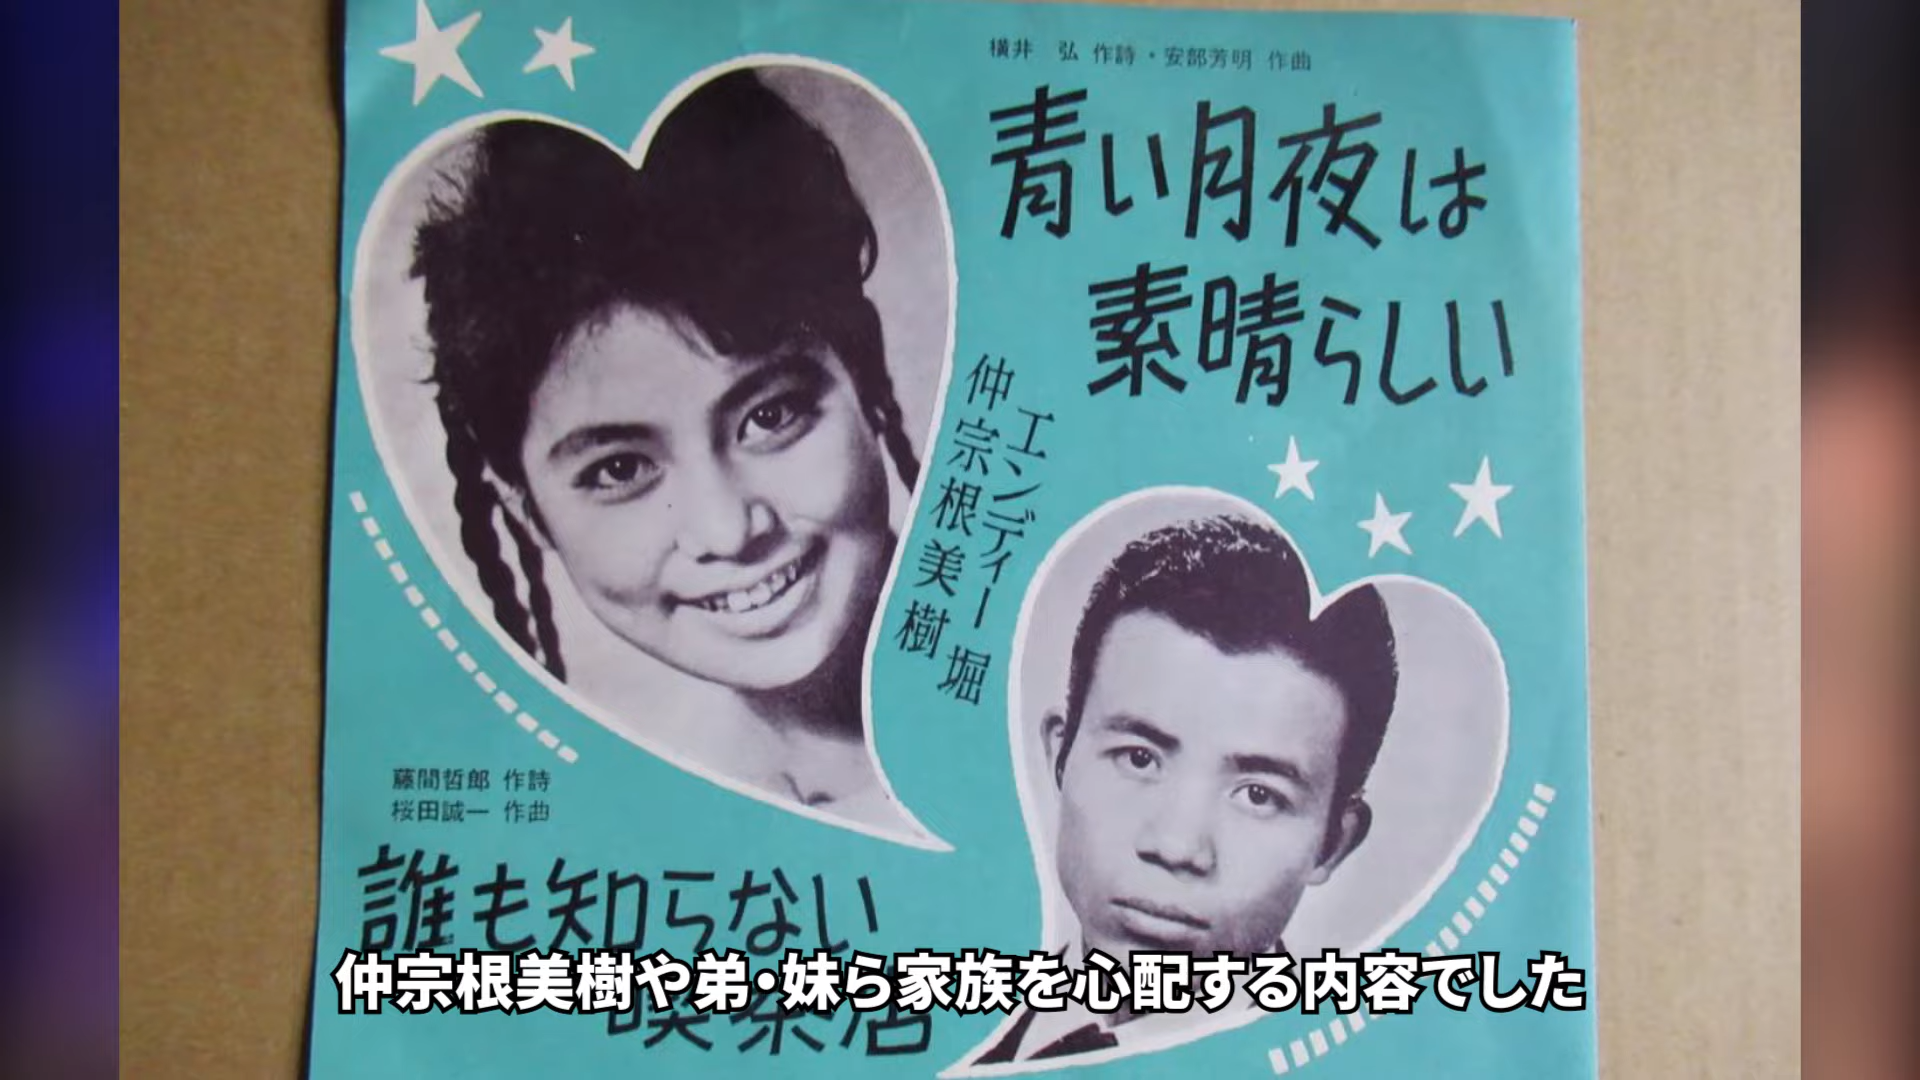 横井 弘 作詩・安部芳明 作曲
青い月夜は
素晴らしい
エンディー 堀
仲宗根美樹
藤間哲郎 作詩
桜田誠一 作曲
誰も知らない
喫茶店
仲宗根美樹や弟・妹ら家族を心配する内容でした